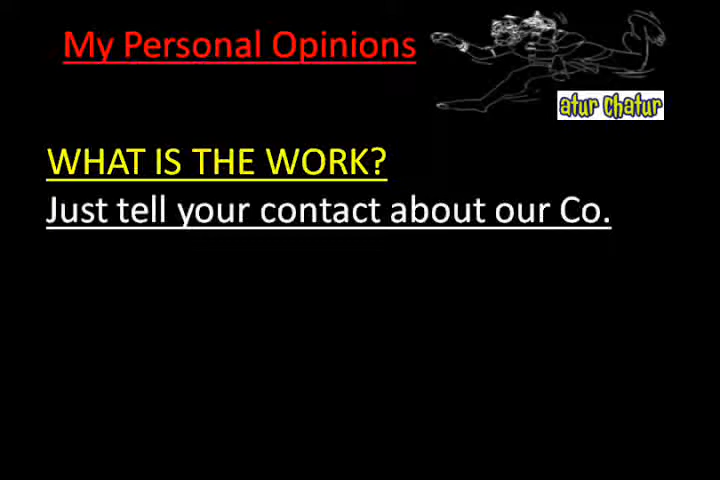 My Personal Opinions
atur Chatur
WHAT IS THE WORK?
Just tell your contact about our Co.